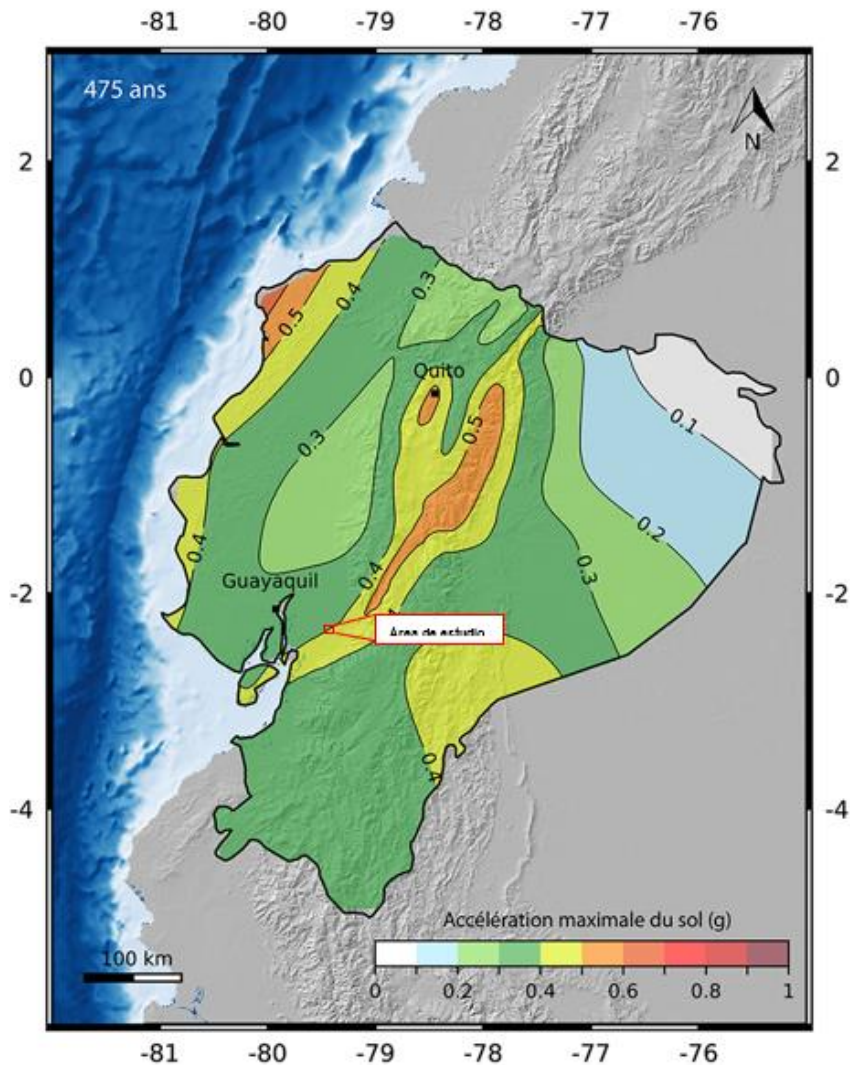 -81 -80 -79 -78 -77 -76
475 ans
N
2 2
0.3
0.4
0.5
0 Quito 0
0.5
0.3
0.1
0.2
0.4
0.4
0.3
-2 Guayaquil -2
Área de estudio
0.4
-4 -4
Accélération maximale du sol (g)
100 km
0 0.2 0.4 0.6 0.8 1
-81 -80 -79 -78 -77 -76